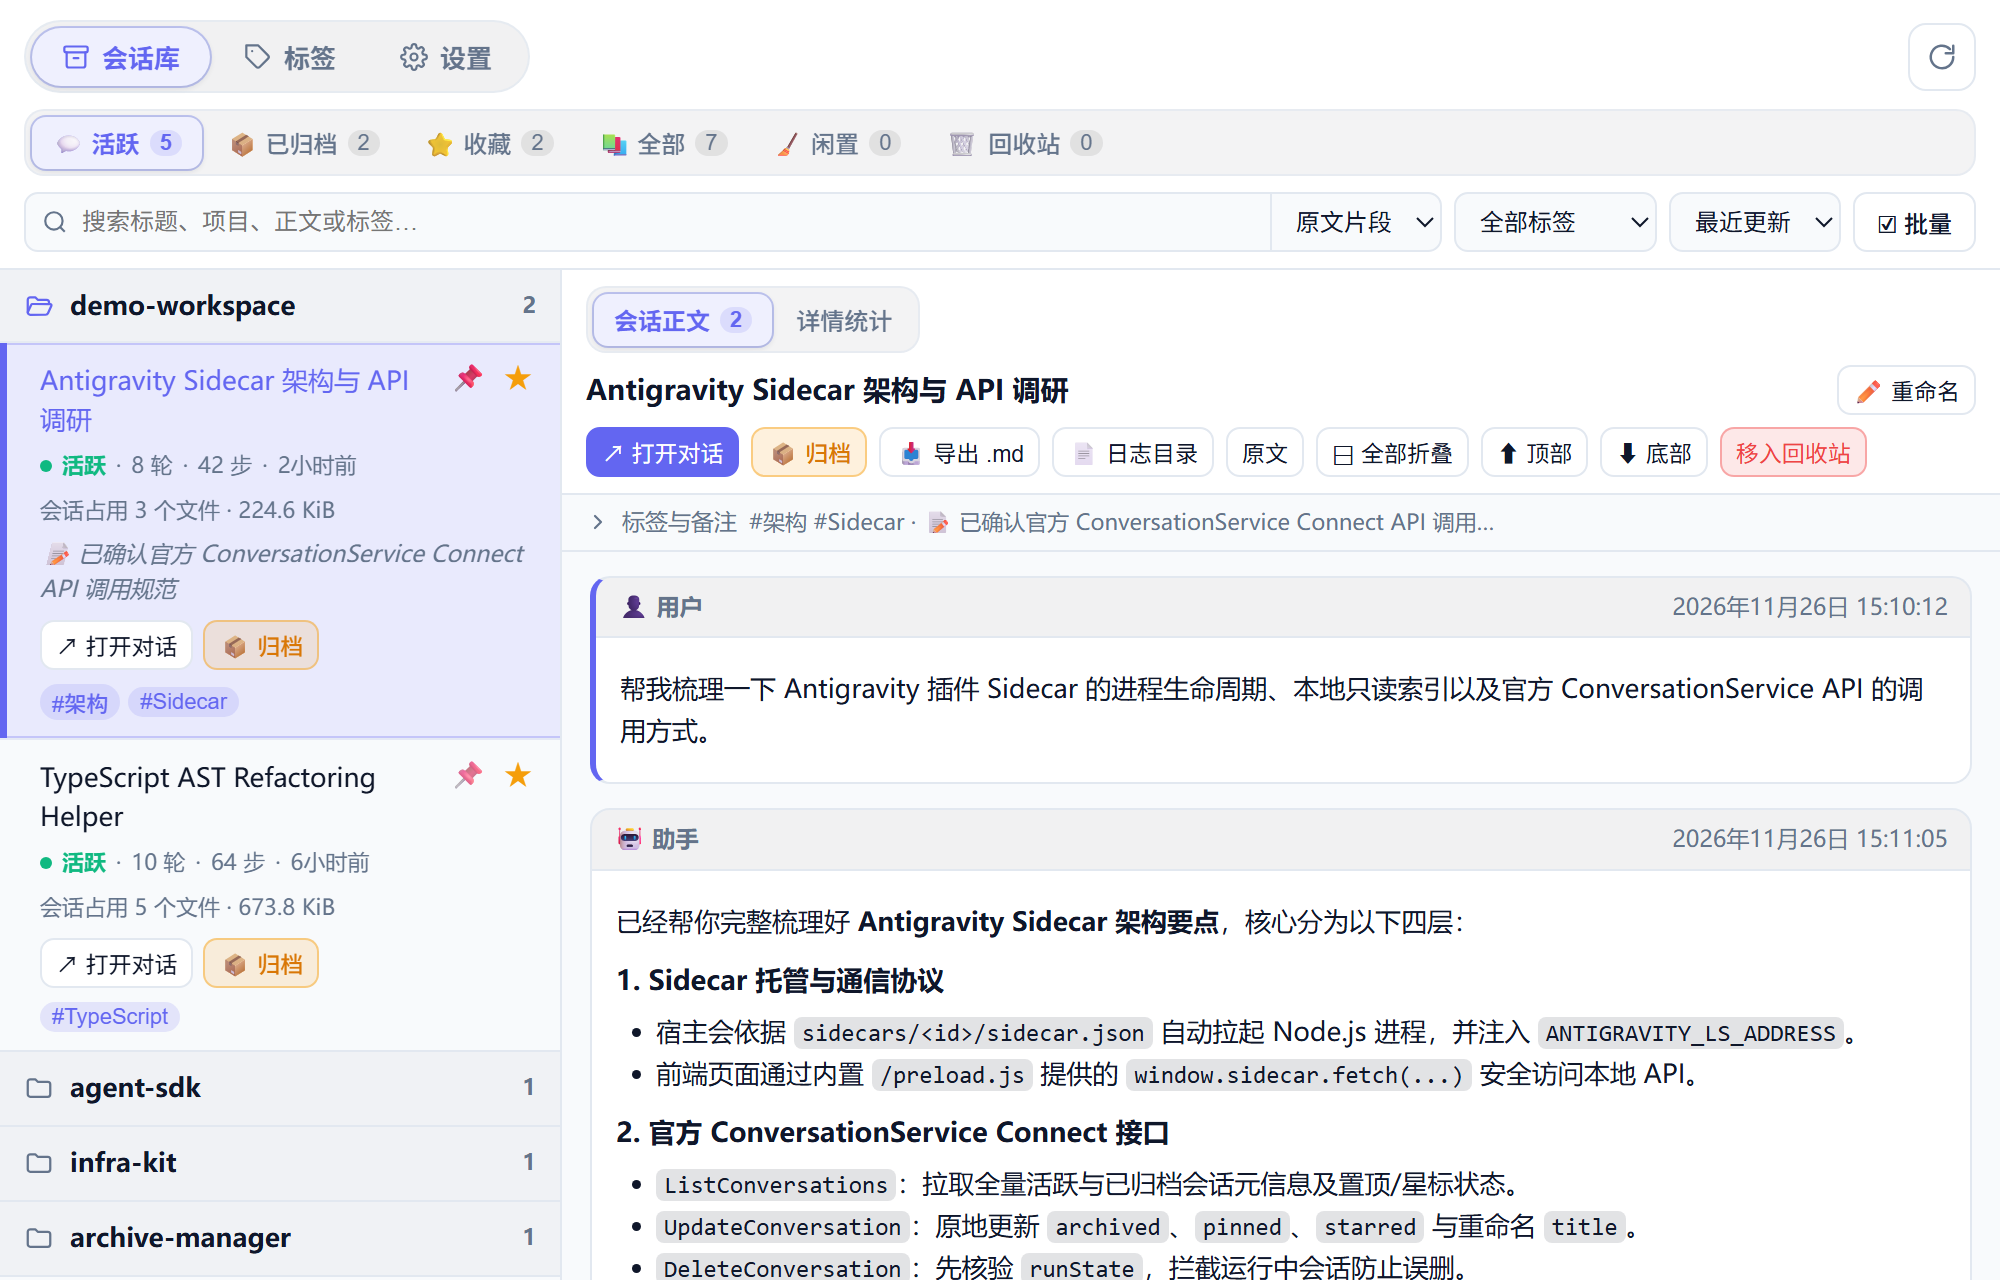 会话库 标签 设置
活跃 5 已归档 2 收藏 2 全部 7 闲置 0 回收站 0
搜索标题、项目、正文或标签… 原文片段 全部标签 最近更新 ☑ 批量
demo-workspace 2
Antigravity Sidecar 架构与 API
调研
活跃 · 8 轮 · 42 步 · 2小时前
会话占用 3 个文件 · 224.6 KiB
📝 已确认官方 ConversationService Connect
API 调用规范
↗ 打开对话 📦 归档
#架构 #Sidecar
TypeScript AST Refactoring
Helper
活跃 · 10 轮 · 64 步 · 6小时前
会话占用 5 个文件 · 673.8 KiB
↗ 打开对话 📦 归档
#TypeScript
agent-sdk 1
infra-kit 1
archive-manager 1
会话正文 2 详情统计
Antigravity Sidecar 架构与 API 调研 重命名
↗ 打开对话 📦 归档 导出 .md 日志目录 原文 日 全部折叠 ⬆ 顶部 ⬇ 底部 移入回收站
标签与备注 #架构 #Sidecar · 📝 已确认官方 ConversationService Connect API 调用...
用户 2026年11月26日 15:10:12
帮我梳理一下 Antigravity 插件 Sidecar 的进程生命周期、本地只读索引以及官方 ConversationService API 的调
用方式。
助手 2026年11月26日 15:11:05
已经帮你完整梳理好 Antigravity Sidecar 架构要点，核心分为以下四层：
1. Sidecar 托管与通信协议
• 宿主会依据 sidecars/<id>/sidecar.json 自动拉起 Node.js 进程，并注入 ANTIGRAVITY_LS_ADDRESS 。
• 前端页面通过内置 /preload.js 提供的 window.sidecar.fetch(...) 安全访问本地 API。
2. 官方 ConversationService Connect 接口
• ListConversations ：拉取全量活跃与已归档会话元信息及置顶/星标状态。
• UpdateConversation ：原地更新 archived 、 pinned 、 starred 与重命名 title 。
• DeleteConversation ：先核验 runState ，拦截运行中会话防止误删。